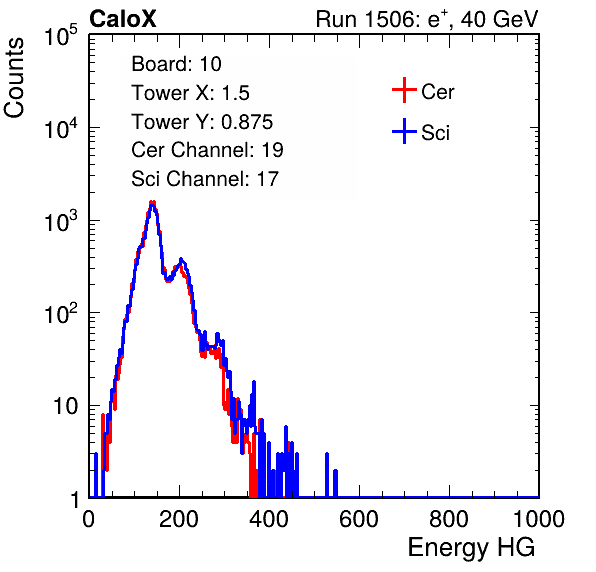 CaloX Run 1506: e⁺, 40 GeV
Counts
10⁵
10⁴
10³
10²
10
1
Board: 10
Tower X: 1.5
Tower Y: 0.875
Cer Channel: 19
Sci Channel: 17
Cer
Sci
0 200 400 600 800 1000
Energy HG